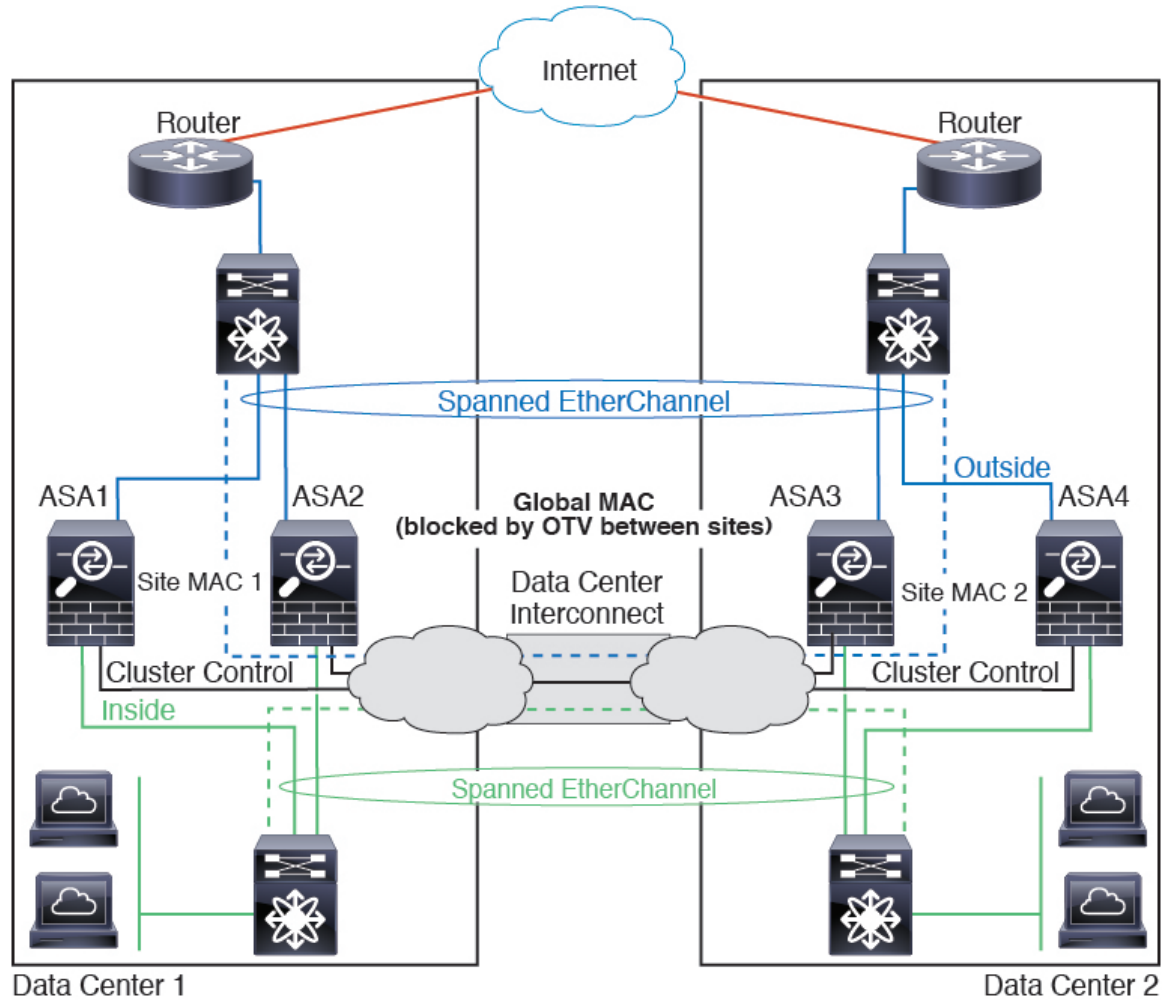 Internet
Router
Router
Spanned EtherChannel
Outside
ASA1
ASA2
Global MAC
(blocked by OTV between sites)
ASA3
ASA4
Site MAC 1
Data Center
Interconnect
Site MAC 2
Cluster Control
Cluster Control
Inside
Spanned EtherChannel
Data Center 1
Data Center 2